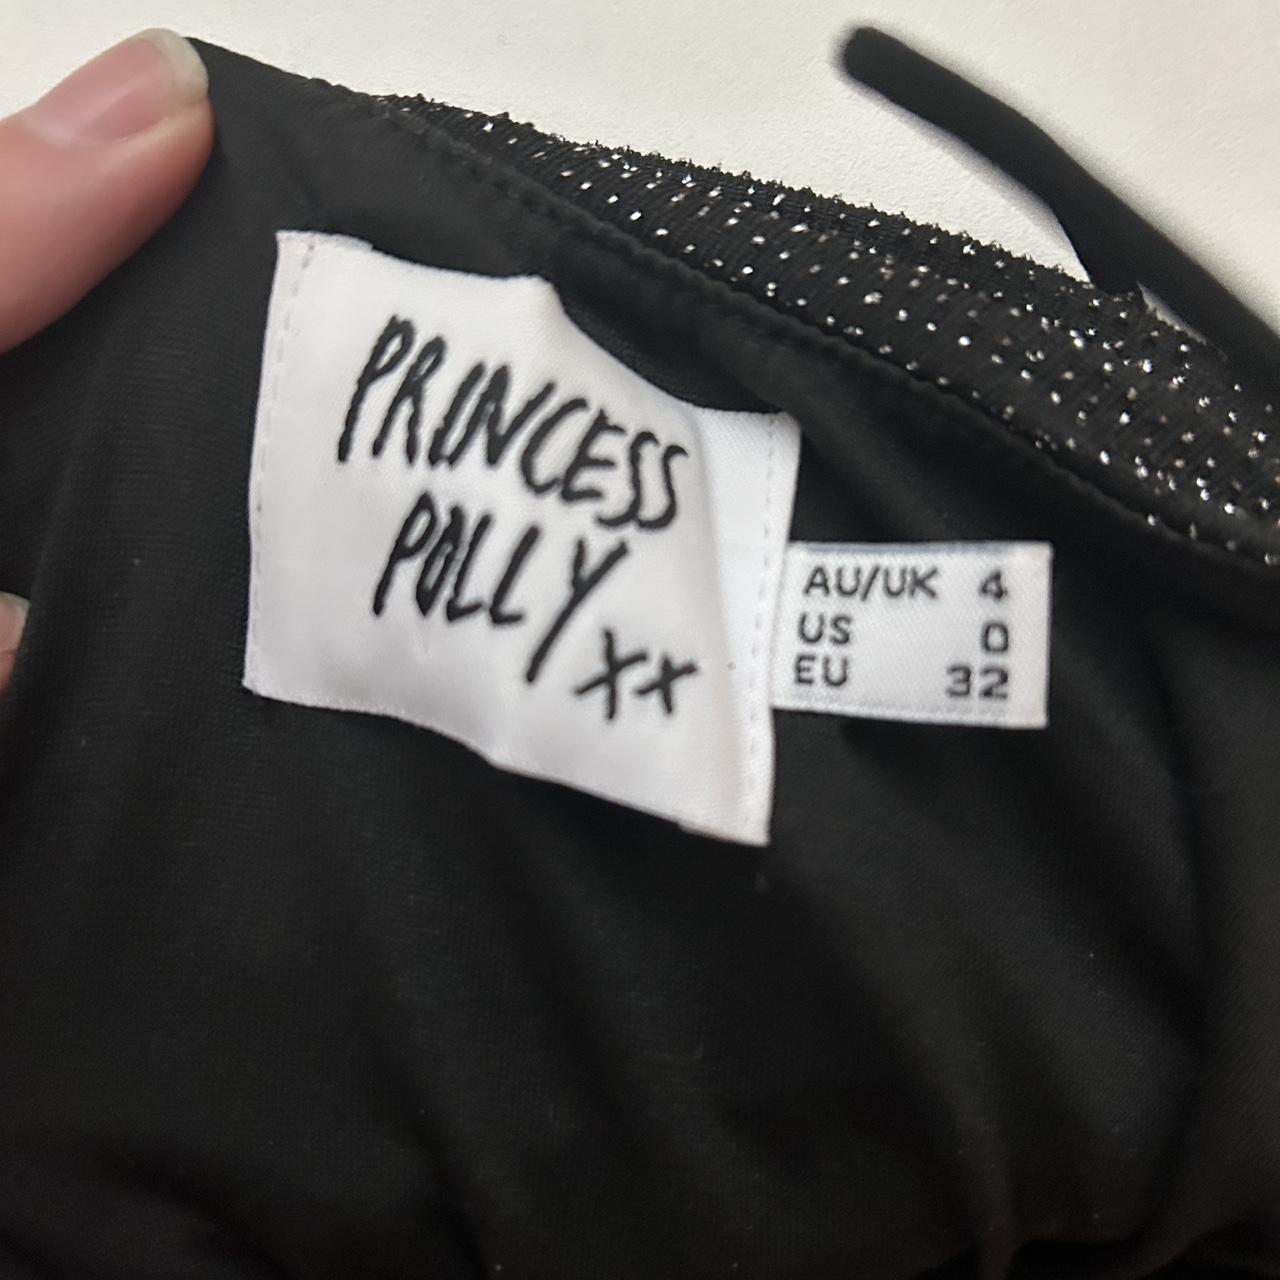 PRINCESS
POLLY
xx
AU/UK 4
US 0
EU 32